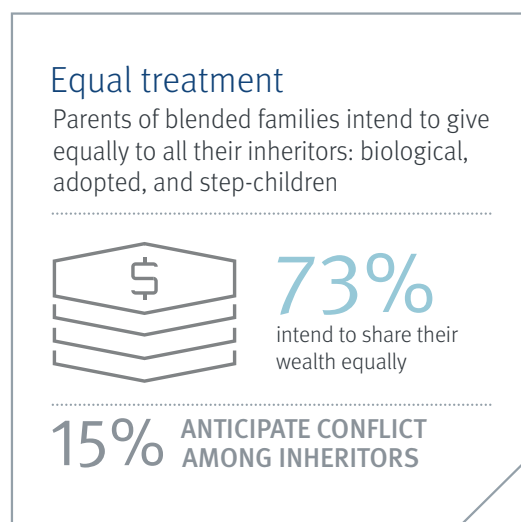 Equal treatment
Parents of blended families intend to give
equally to all their inheritors: biological,
adopted, and step-children
$
73%
intend to share their
wealth equally
15% ANTICIPATE CONFLICT
AMONG INHERITORS